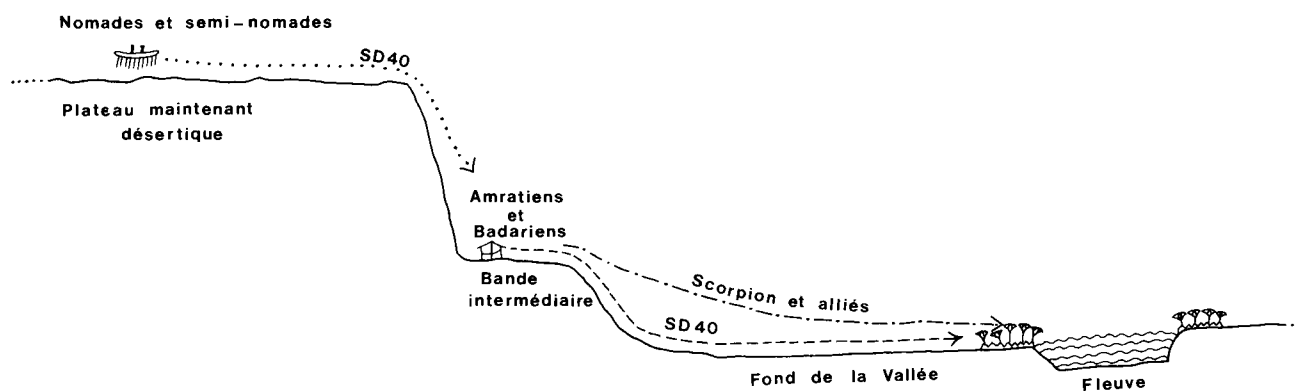 Nomades et semi-nomades
SD40
Plateau maintenant
désertique
Amratiens
et
Badariens
Bande
intermédiaire
Scorpion et alliés
SD40
Fond de la Vallée
Fleuve